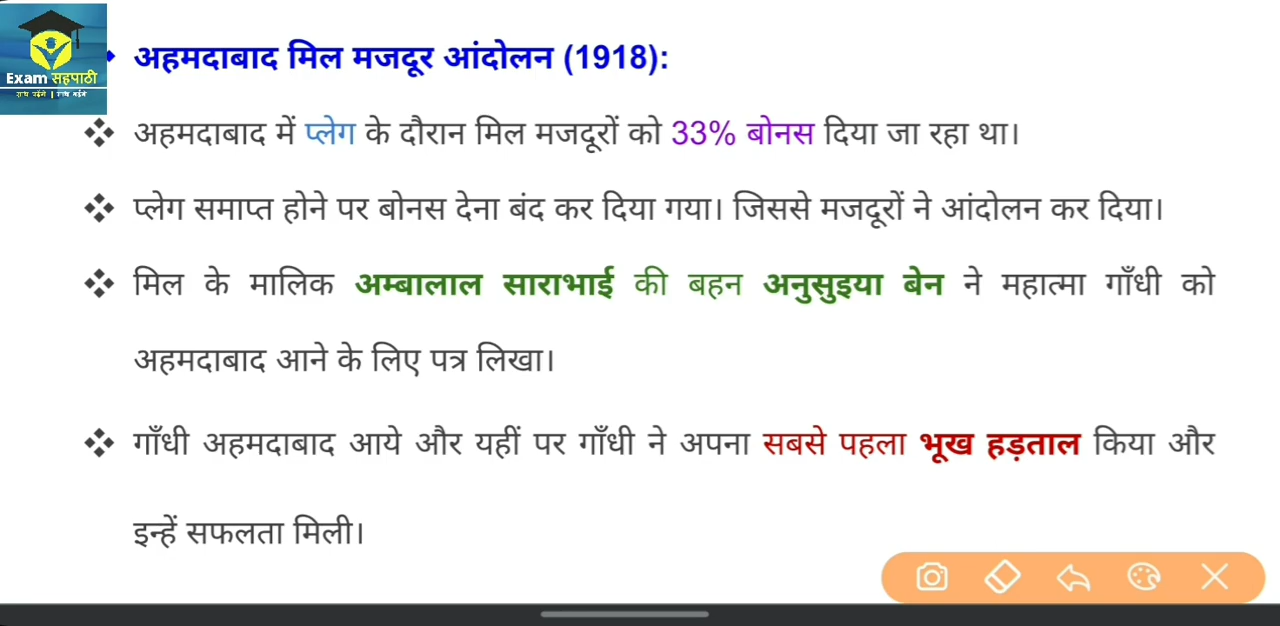 Exam सहपाठी
साथ पढ़ेंगे | साथ बढ़ेंगे
अहमदाबाद मिल मजदूर आंदोलन (1918):
❖ अहमदाबाद में प्लेग के दौरान मिल मजदूरों को 33% बोनस दिया जा रहा था।
❖ प्लेग समाप्त होने पर बोनस देना बंद कर दिया गया। जिससे मजदूरों ने आंदोलन कर दिया।
❖ मिल के मालिक अम्बालाल साराभाई की बहन अनुसुइया बेन ने महात्मा गाँधी को
अहमदाबाद आने के लिए पत्र लिखा।
❖ गाँधी अहमदाबाद आये और यहीं पर गाँधी ने अपना सबसे पहला भूख हड़ताल किया और
इन्हें सफलता मिली।